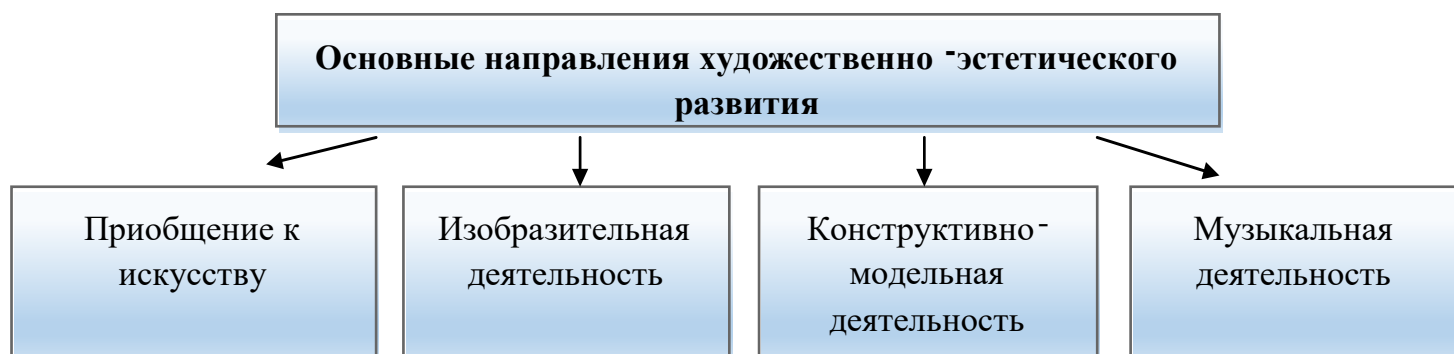 Основные направления художественно -эстетического
развития
Приобщение к
искусству
Изобразительная
деятельность
Конструктивно-
модельная
деятельность
Музыкальная
деятельность